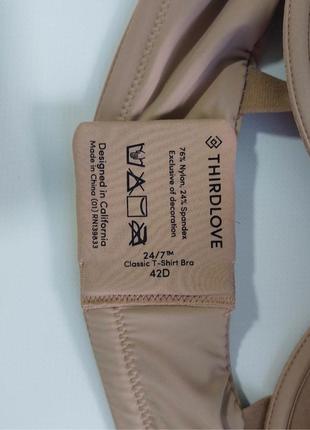 THIRDLOVE
76% Nylon, 24% Spandex
Exclusive of decoration
24/7™
Classic T-Shirt Bra
42D
Designed in California
Made in China (01) RN139833